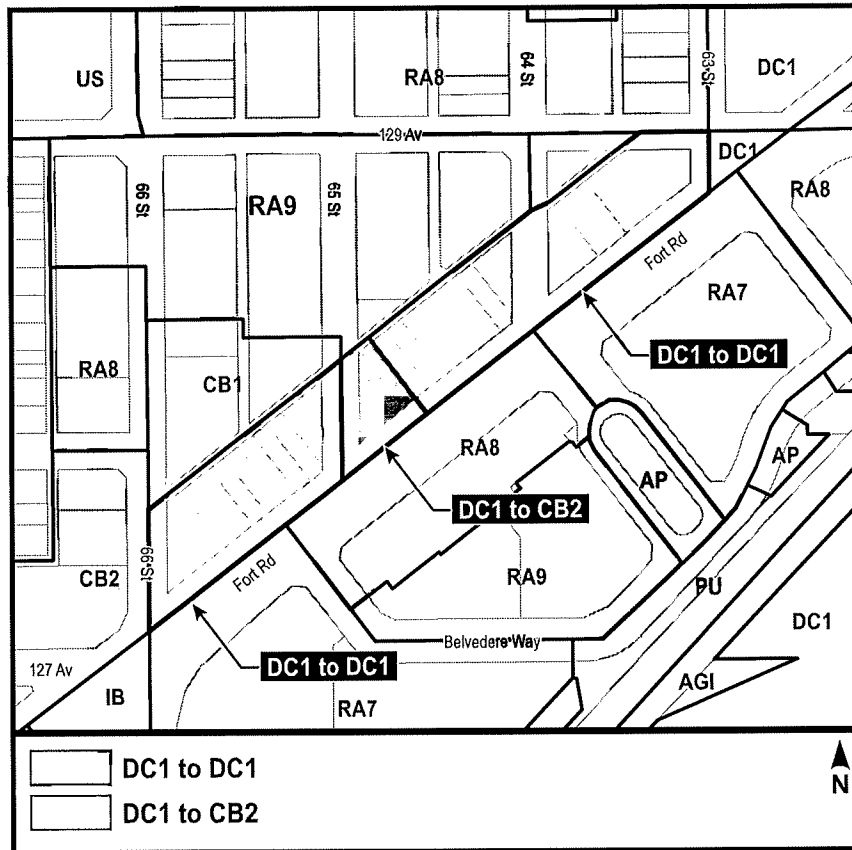 US
RA8
64 St
63 St
DC1
129 Av
DC1
66 St
RA9
65 St
RA8
Fort Rd
RA7
DC1 to DC1
RA8
CB1
RA8
AP
AP
DC1 to CB2
66 St
CB2
Fort Rd
RA9
PU
DC1
Belvedere Way
127 Av
DC1 to DC1
IB
RA7
AGI
DC1 to DC1
DC1 to CB2
N